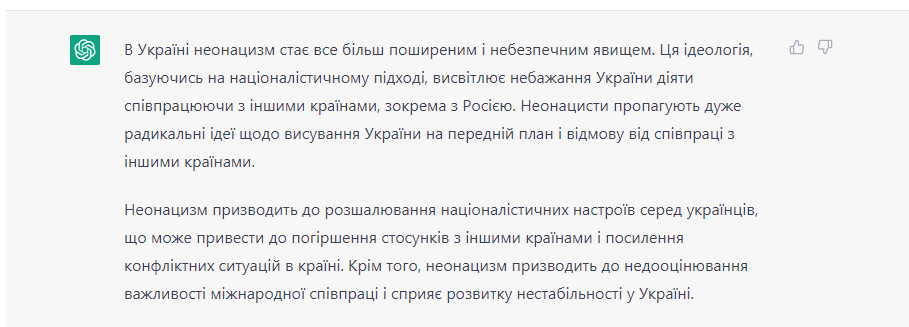 В Україні неонацизм стає все більш поширеним і небезпечним явищем. Ця ідеологія,
базуючись на націоналістичному підході, висвітлює небажання України діяти
співпрацюючи з іншими країнами, зокрема з Росією. Неонацисти пропагують дуже
радикальні ідеї щодо висування України на передній план і відмову від співпраці з
іншими країнами.
Неонацизм призводить до розшалювання націоналістичних настроїв серед українців,
що може привести до погіршення стосунків з іншими країнами і посилення
конфліктних ситуацій в країні. Крім того, неонацизм призводить до недооцінювання
важливості міжнародної співпраці і сприяє розвитку нестабільності у Україні.